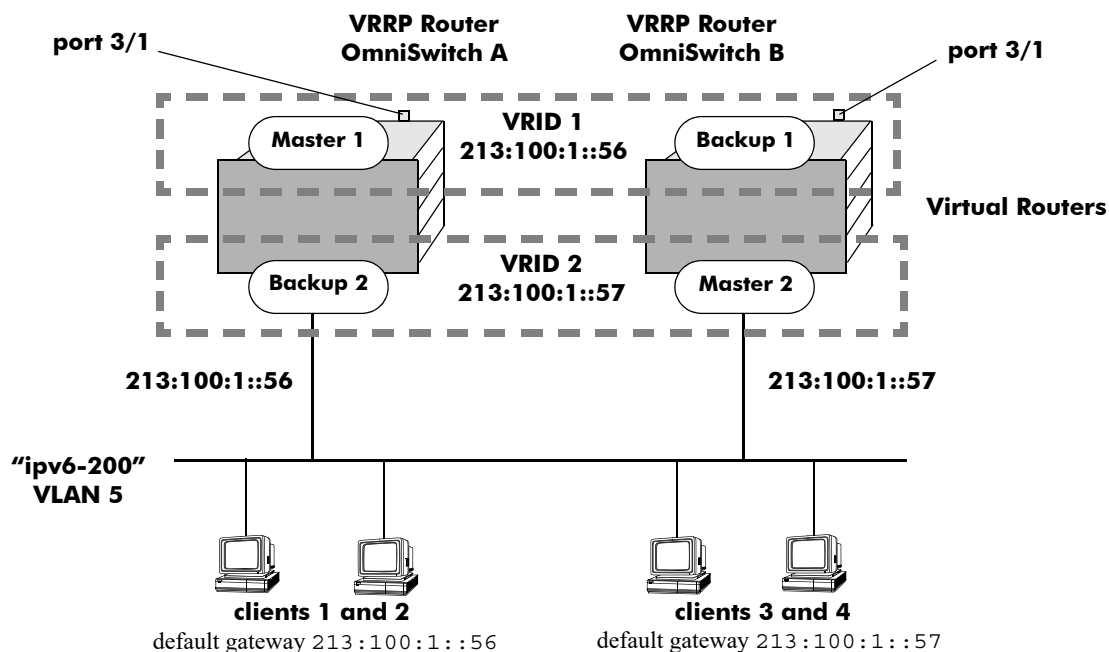 VRRP Router
OmniSwitch A
VRRP Router
OmniSwitch B
port 3/1
port 3/1
VRID 1
213:100:1::56
Master 1
Backup 1
Virtual Routers
VRID 2
213:100:1::57
Backup 2
Master 2
213:100:1::56
213:100:1::57
“ipv6-200”
VLAN 5
clients 1 and 2
default gateway 213:100:1::56
clients 3 and 4
default gateway 213:100:1::57